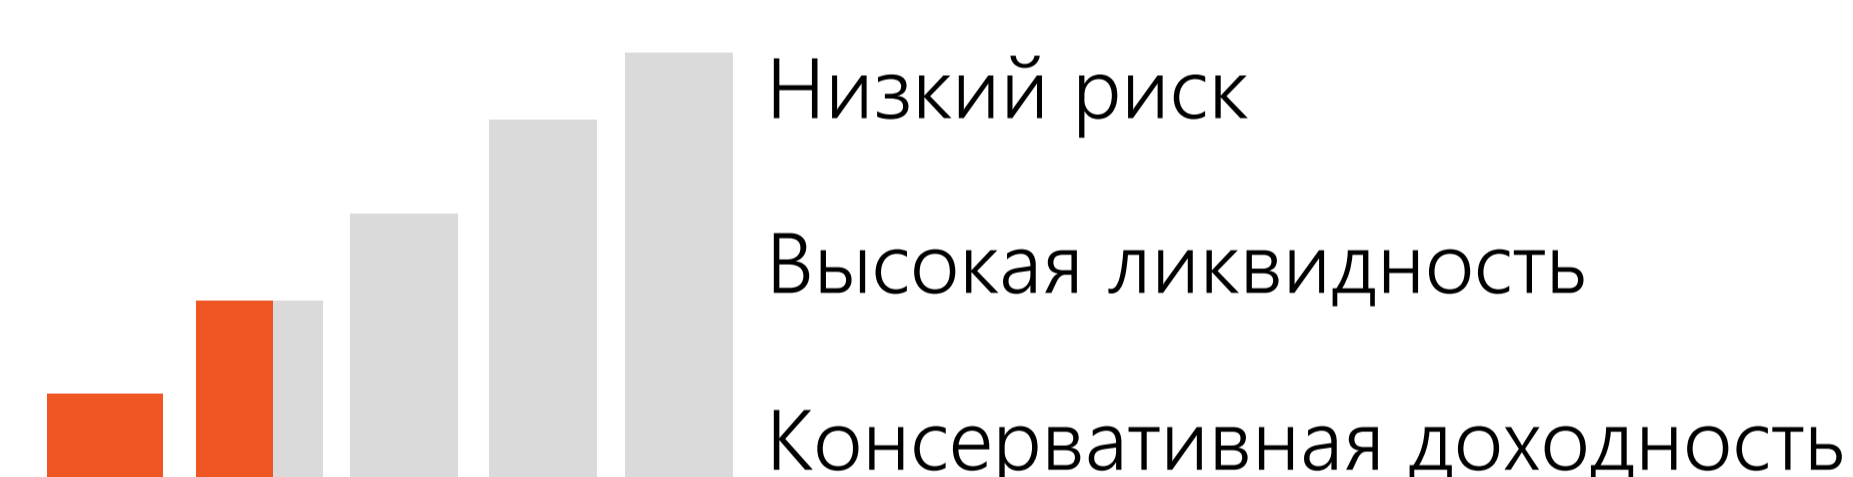 Низкий риск
Высокая ликвидность
Консервативная доходность